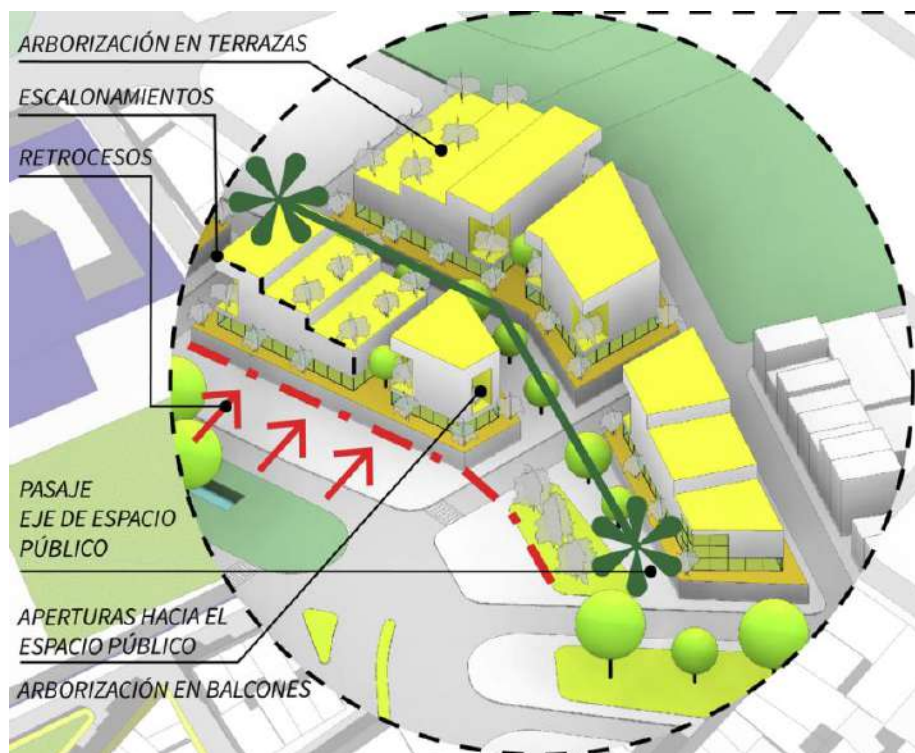 ARBORIZACIÓN EN TERRAZAS
ESCALONAMIENTOS
RETROCESOS
PASAJE
EJE DE ESPACIO
PÚBLICO
APERTURAS HACIA EL
ESPACIO PÚBLICO
ARBORIZACIÓN EN BALCONES